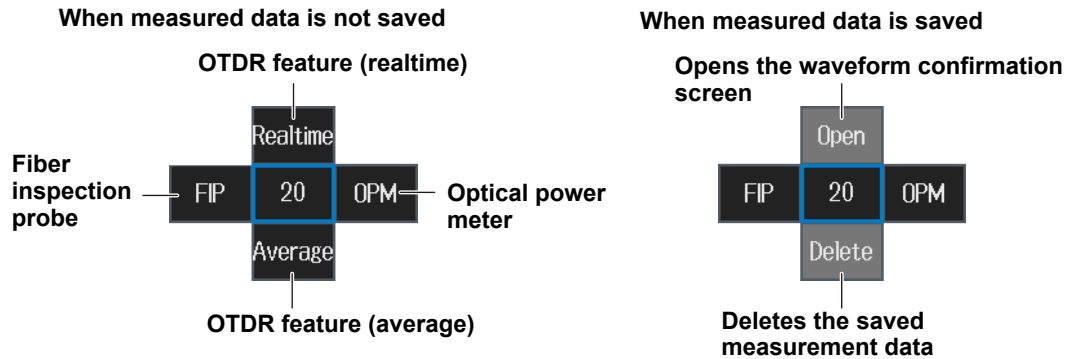 When measured data is not saved
OTDR feature (realtime)
Realtime
Fiber
inspection
probe
FIP
20
OPM
Optical power
meter
Average
OTDR feature (average)
When measured data is saved
Opens the waveform confirmation
screen
Open
FIP
20
OPM
Delete
Deletes the saved
measurement data